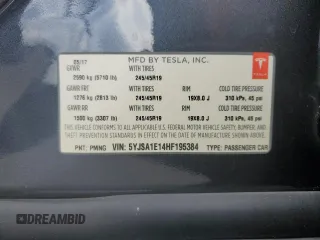 05/17 MFD BY TESLA, INC.
GVWR WITH TIRES
2590 kg (5710 lb) 245/45R19
GAWR FRT WITH TIRES RIM COLD TIRE PRESSURE
1276 kg (2813 lb) 245/45R19 19X8.0 J 310 kPa, 45 psi
GAWR RR WITH TIRES RIM COLD TIRE PRESSURE
1500 kg (3307 lb) 245/45R19 19X8.0 J 310 kPa, 45 psi
THIS VEHICLE CONFORMS TO ALL APPLICABLE FEDERAL MOTOR VEHICLE SAFETY, BUMPER,
AND THEFT PREVENTION STANDARDS IN EFFECT ON THE DATE OF MANUFACTURE SHOWN ABOVE.
PNT: PMNG VIN: 5YJSA1E14HF195384 TYPE: PASSENGER CAR
DREAMBID
DREAMBID.COM